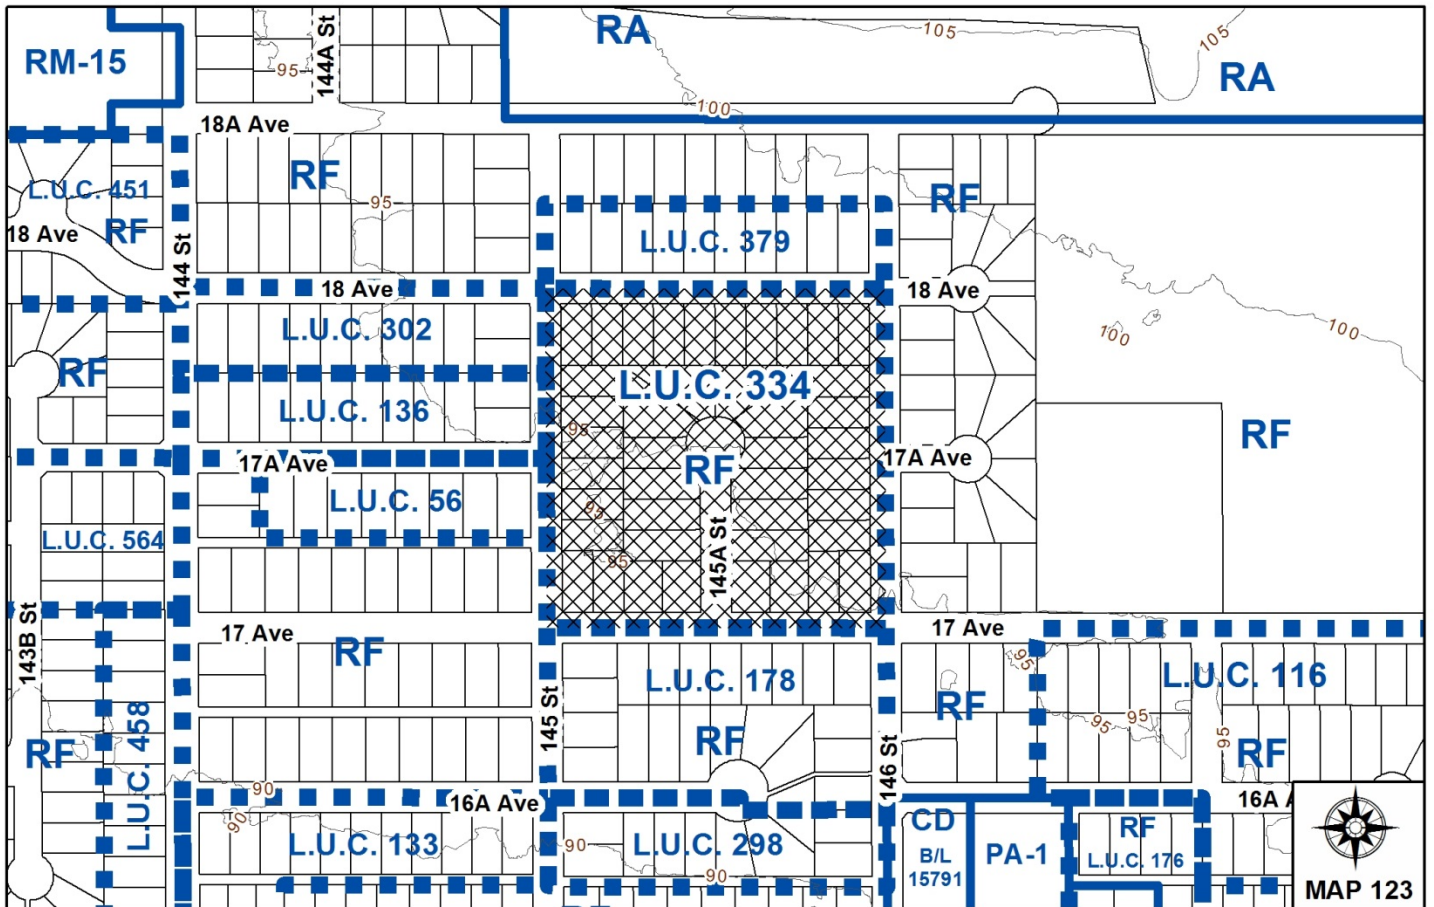 RM-15
144A St
95
RA
105
105
RA
100
18A Ave
RF
95
L.U.C. 451
RF
18 Ave
144 St
RF
L.U.C. 379
18 Ave
18 Ave
L.U.C. 302
100
100
RF
L.U.C. 136
L.U.C. 334
95
RF
RF
17A Ave
17A Ave
L.U.C. 56
95
L.U.C. 564
145A St
95
143B St
17 Ave
17 Ave
RF
95
L.U.C. 178
L.U.C. 116
RF
95
95
95
L.U.C. 458
145 St
RF
RF
RF
146 St
90
90
16A Ave
16A A
L.U.C. 133
90
L.U.C. 298
90
CD
B/L
15791
PA-1
RF
L.U.C. 176
MAP 123